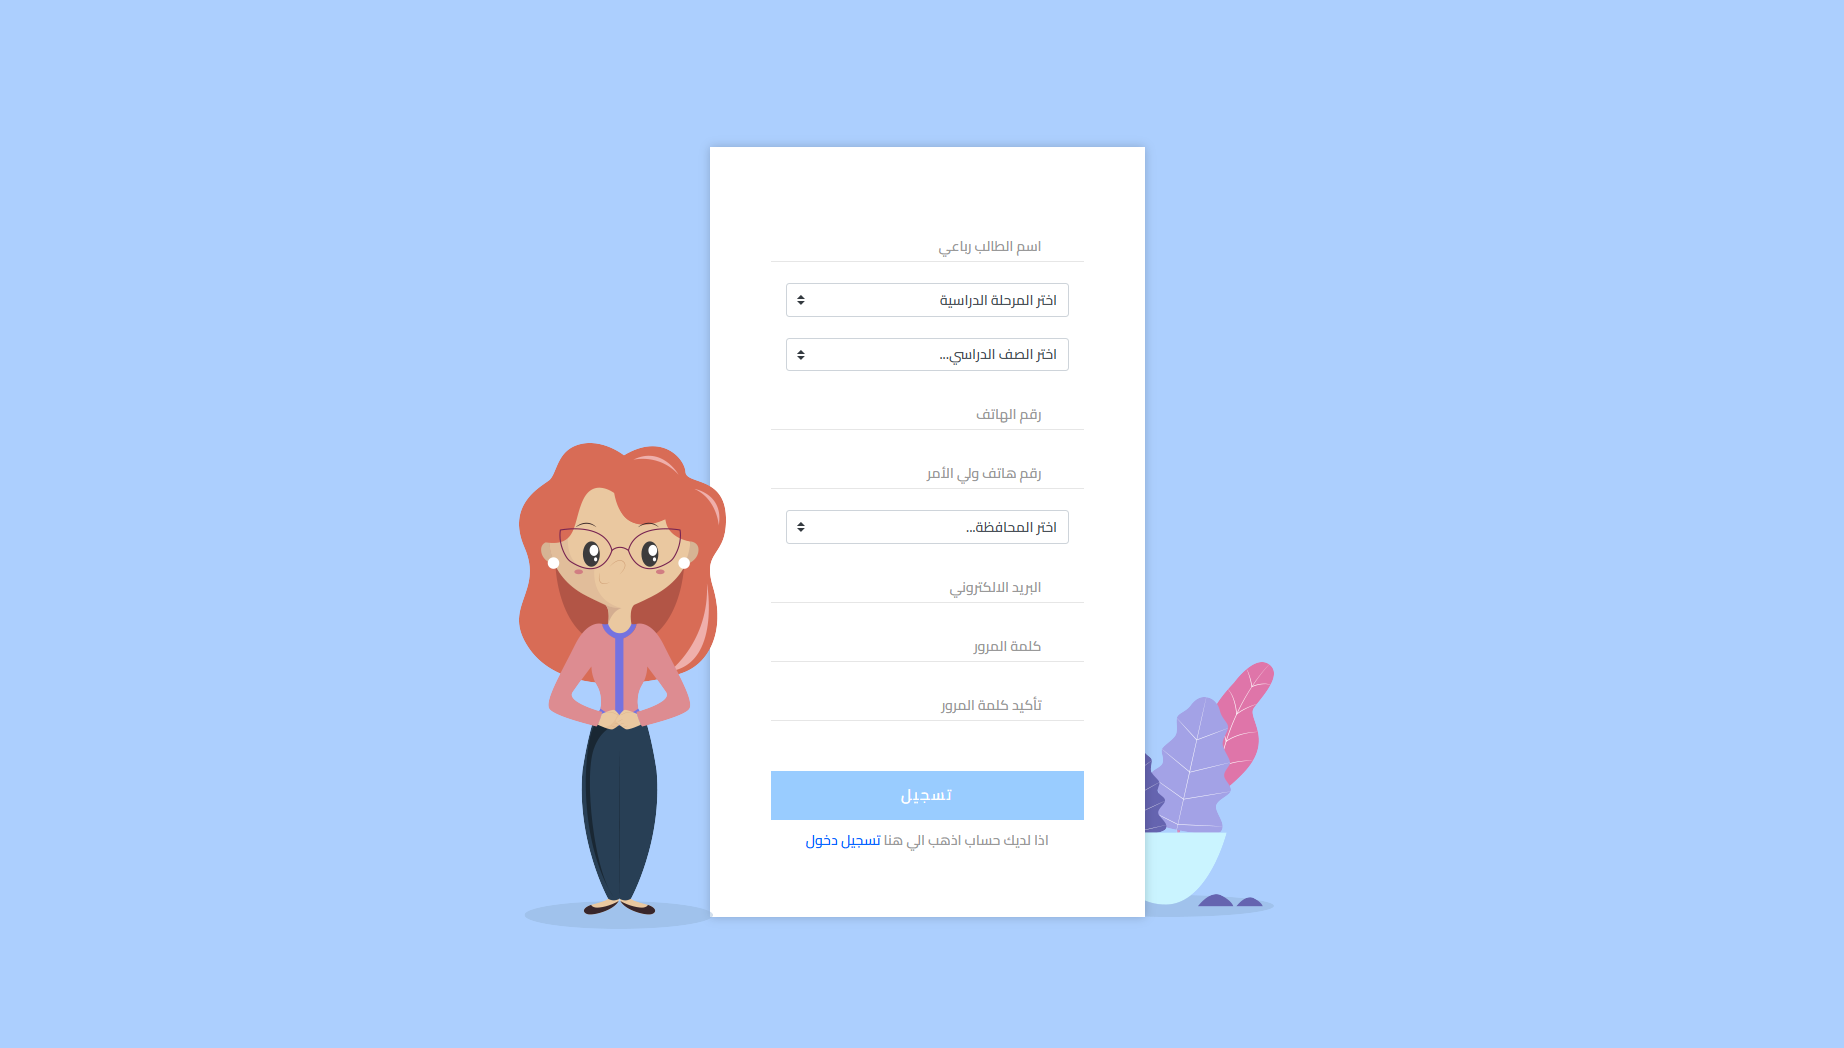 اسم الطالب رباعي
اختر المرحلة الدراسية
اختر الصف الدراسي...
رقم الهاتف
رقم هاتف ولي الأمر
اختر المحافظة...
البريد الالكتروني
كلمة المرور
تأكيد كلمة المرور
تسجيل
اذا لديك حساب اذهب الي هنا تسجيل دخول